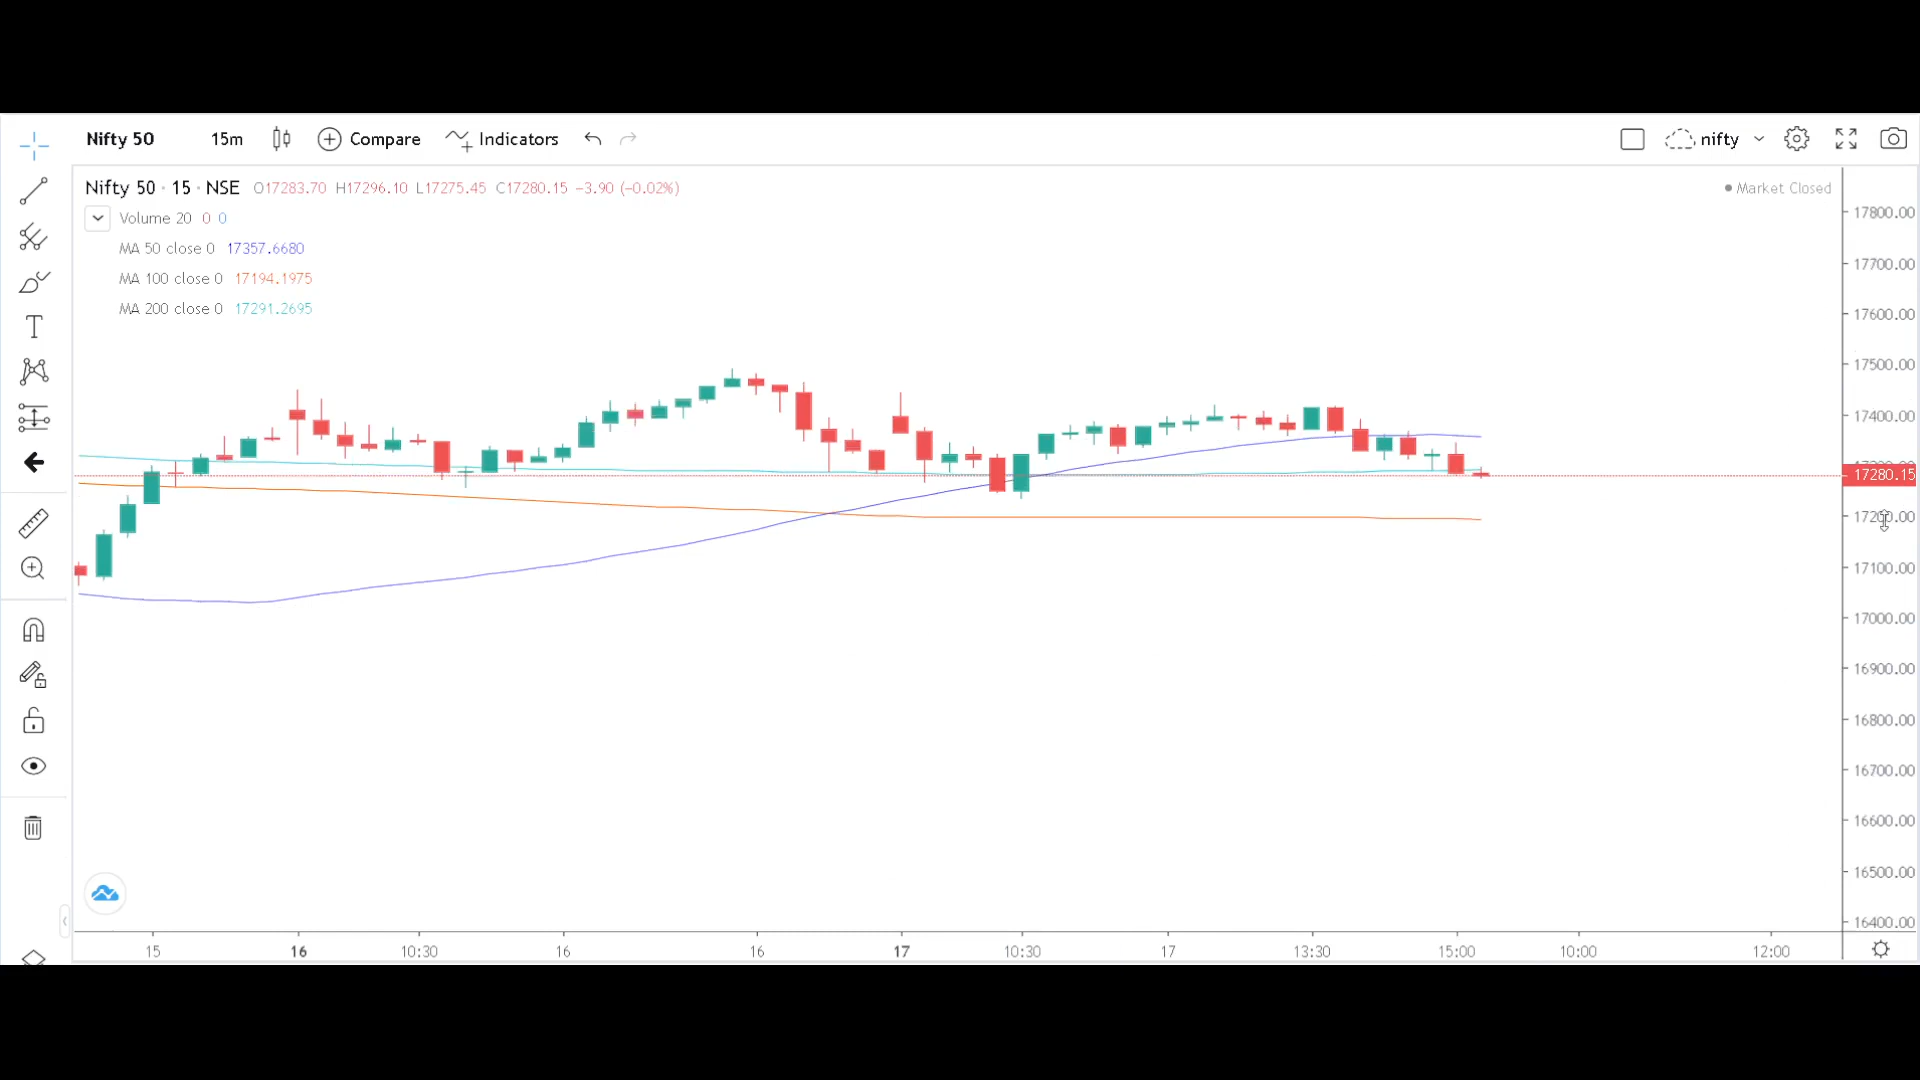 Nifty 50 15m Compare Indicators nifty
Nifty 50 · 15 · NSE O17283.70 H17296.10 L17275.45 C17280.15 −3.90 (−0.02%)
Market Closed
Volume 20 0 0
MA 50 close 0 17357.6680
MA 100 close 0 17194.1975
MA 200 close 0 17291.2695
17800.00
17700.00
17600.00
17500.00
17400.00
17280.15
17200.00
17100.00
17000.00
16900.00
16800.00
16700.00
16600.00
16500.00
16400.00
15 16 10:30 16 16 17 10:30 17 13:30 15:00 10:00 12:00